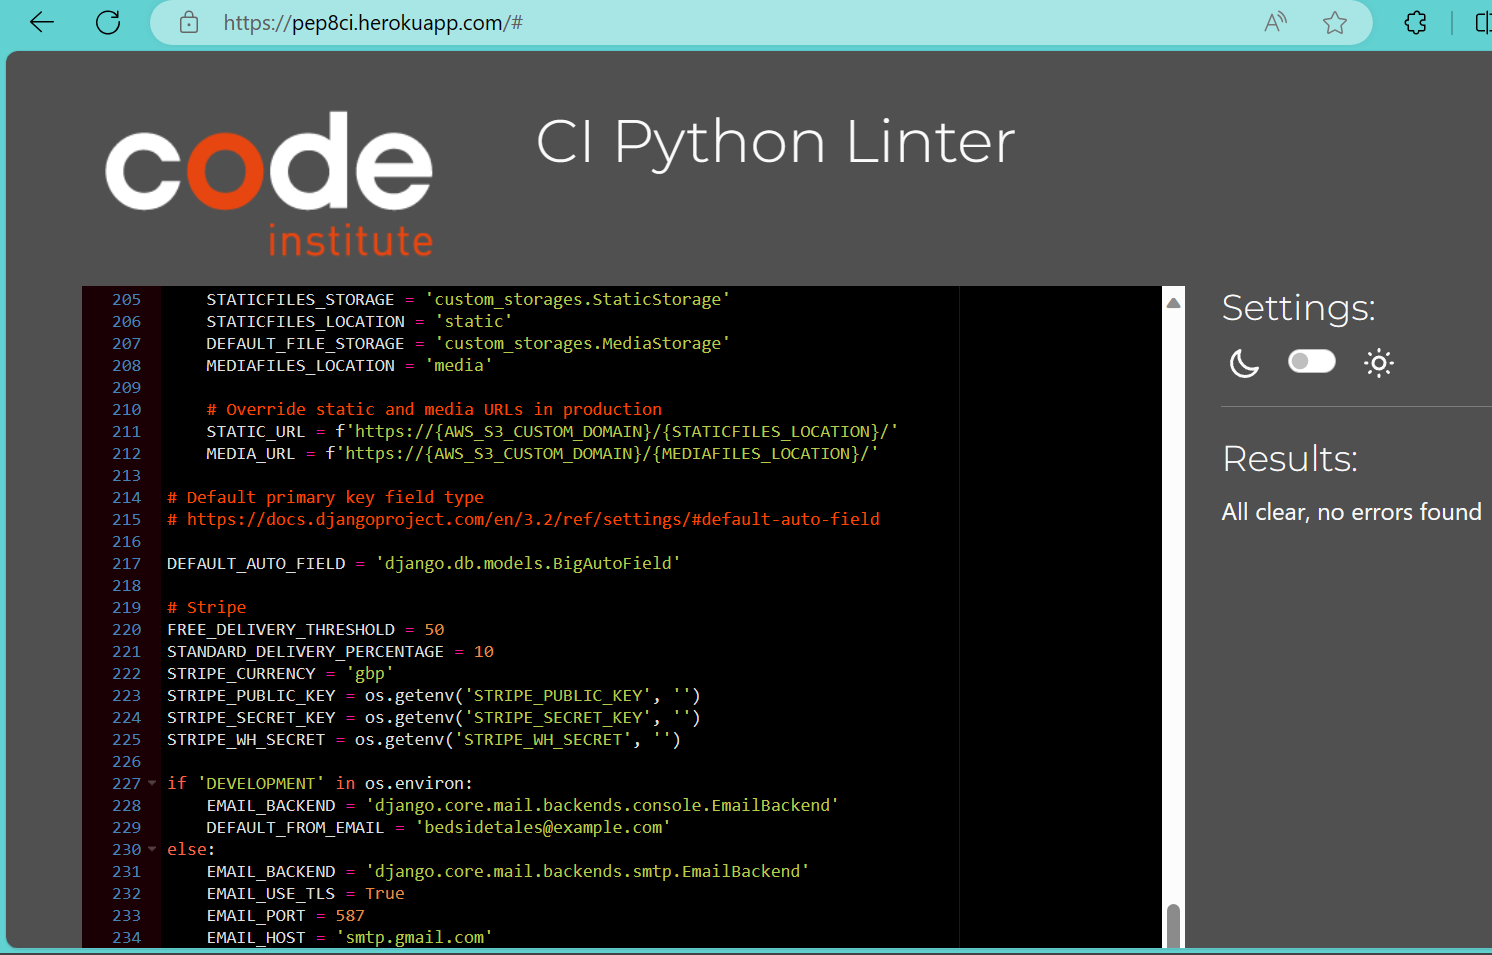 https://pep8ci.herokuapp.com/#
code
institute
CI Python Linter
205 STATICFILES_STORAGE = 'custom_storages.StaticStorage'
206 STATICFILES_LOCATION = 'static'
207 DEFAULT_FILE_STORAGE = 'custom_storages.MediaStorage'
208 MEDIAFILES_LOCATION = 'media'
209
210 # Override static and media URLs in production
211 STATIC_URL = f'https://{AWS_S3_CUSTOM_DOMAIN}/{STATICFILES_LOCATION}/'
212 MEDIA_URL = f'https://{AWS_S3_CUSTOM_DOMAIN}/{MEDIAFILES_LOCATION}/'
213
214 # Default primary key field type
215 # https://docs.djangoproject.com/en/3.2/ref/settings/#default-auto-field
216
217 DEFAULT_AUTO_FIELD = 'django.db.models.BigAutoField'
218
219 # Stripe
220 FREE_DELIVERY_THRESHOLD = 50
221 STANDARD_DELIVERY_PERCENTAGE = 10
222 STRIPE_CURRENCY = 'gbp'
223 STRIPE_PUBLIC_KEY = os.getenv('STRIPE_PUBLIC_KEY', '')
224 STRIPE_SECRET_KEY = os.getenv('STRIPE_SECRET_KEY', '')
225 STRIPE_WH_SECRET = os.getenv('STRIPE_WH_SECRET', '')
226
227 if 'DEVELOPMENT' in os.environ:
228 EMAIL_BACKEND = 'django.core.mail.backends.console.EmailBackend'
229 DEFAULT_FROM_EMAIL = 'bedsidetales@example.com'
230 else:
231 EMAIL_BACKEND = 'django.core.mail.backends.smtp.EmailBackend'
232 EMAIL_USE_TLS = True
233 EMAIL_PORT = 587
234 EMAIL_HOST = 'smtp.gmail.com'
Settings:
Results:
All clear, no errors found